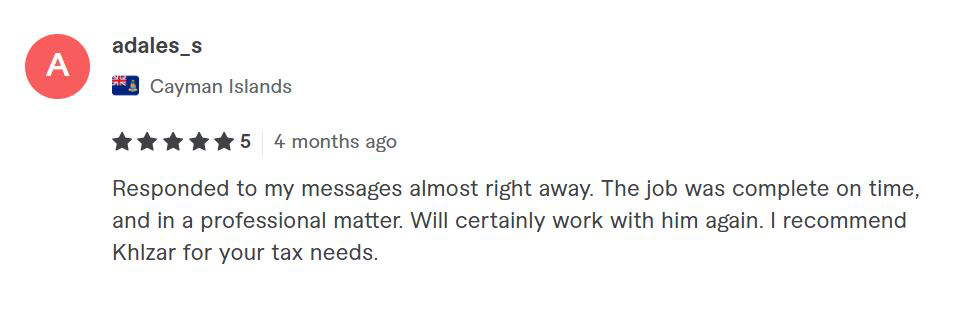 A
adales_s
Cayman Islands
5 4 months ago
Responded to my messages almost right away. The job was complete on time,
and in a professional matter. Will certainly work with him again. I recommend
Khlzar for your tax needs.